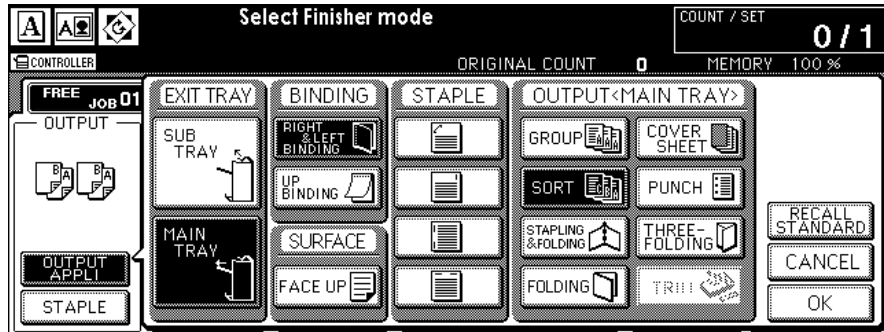 Select Finisher mode
COUNT / SET
0 / 1
A A
CONTROLLER
ORIGINAL COUNT 0 MEMORY 100 %
FREE JOB 01
OUTPUT
B A B A
OUTPUT APPLI
STAPLE
EXIT TRAY
SUB TRAY
MAIN TRAY
BINDING
RIGHT &LEFT BINDING
UP BINDING
SURFACE
FACE UP
STAPLE
OUTPUT<MAIN TRAY>
GROUP
COVER SHEET
SORT
PUNCH
STAPLING &FOLDING
THREE-FOLDING
FOLDING
RECALL STANDARD
CANCEL
OK